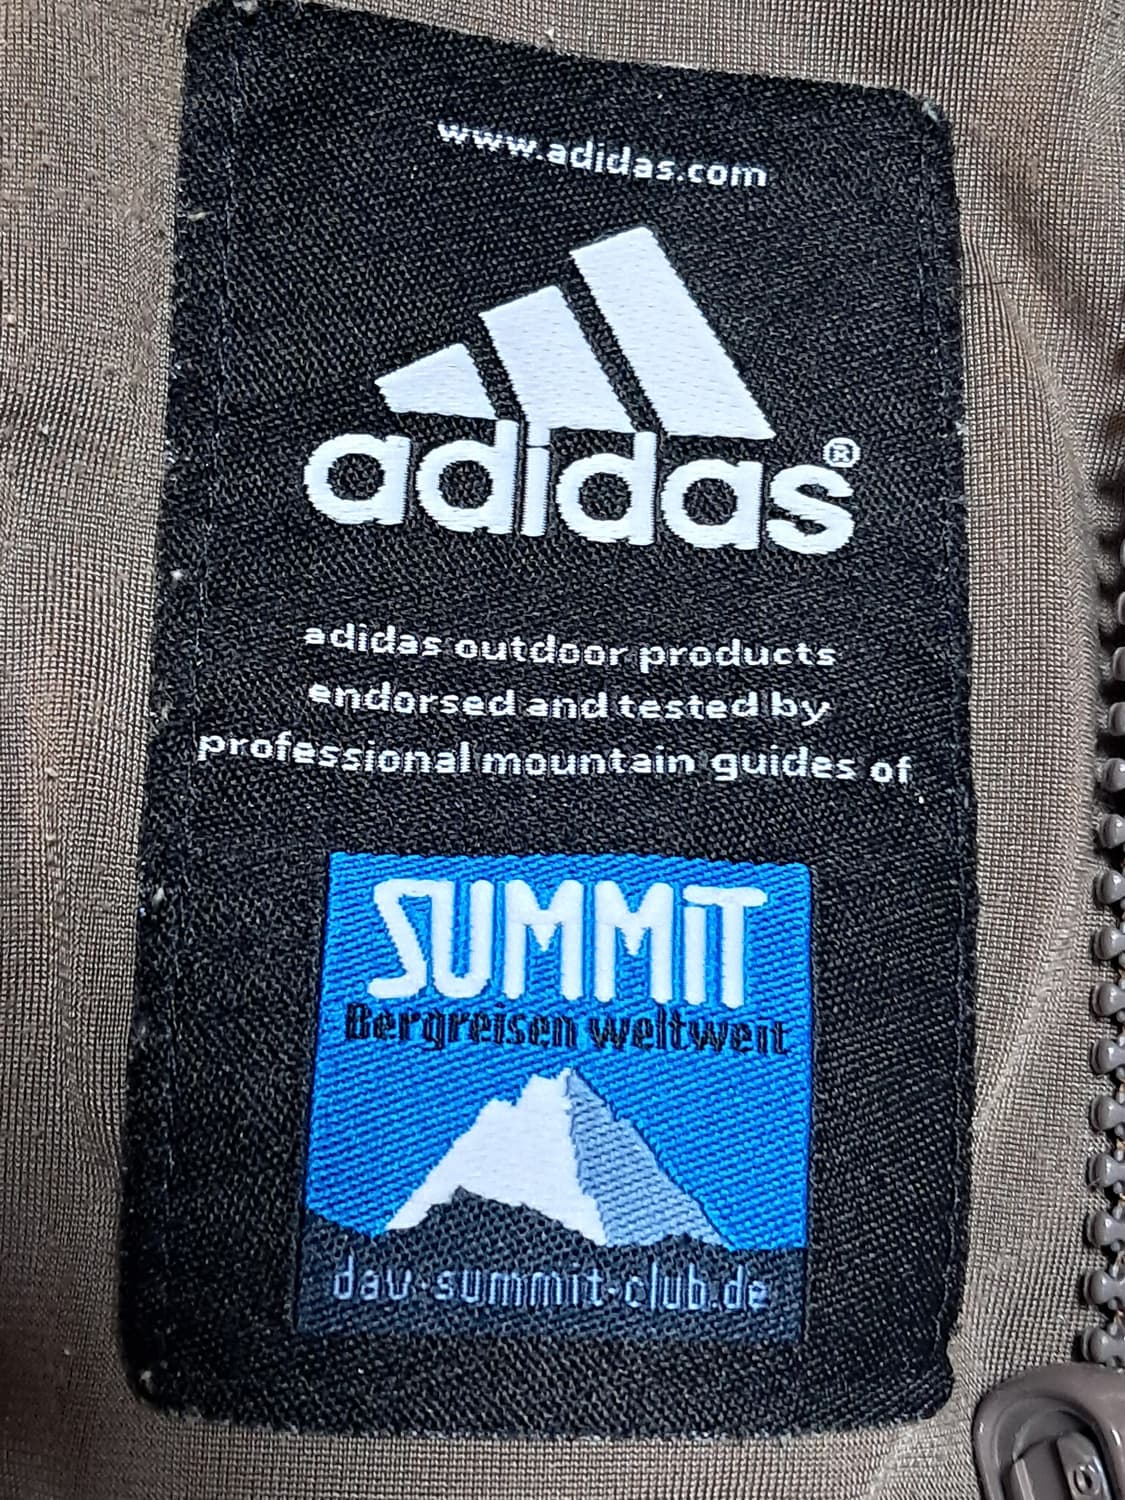 www.adidas.com
adidas®
adidas outdoor products
endorsed and tested by
professional mountain guides of
SUMMiT
Bergreisen weltweit
dav-summit-club.de